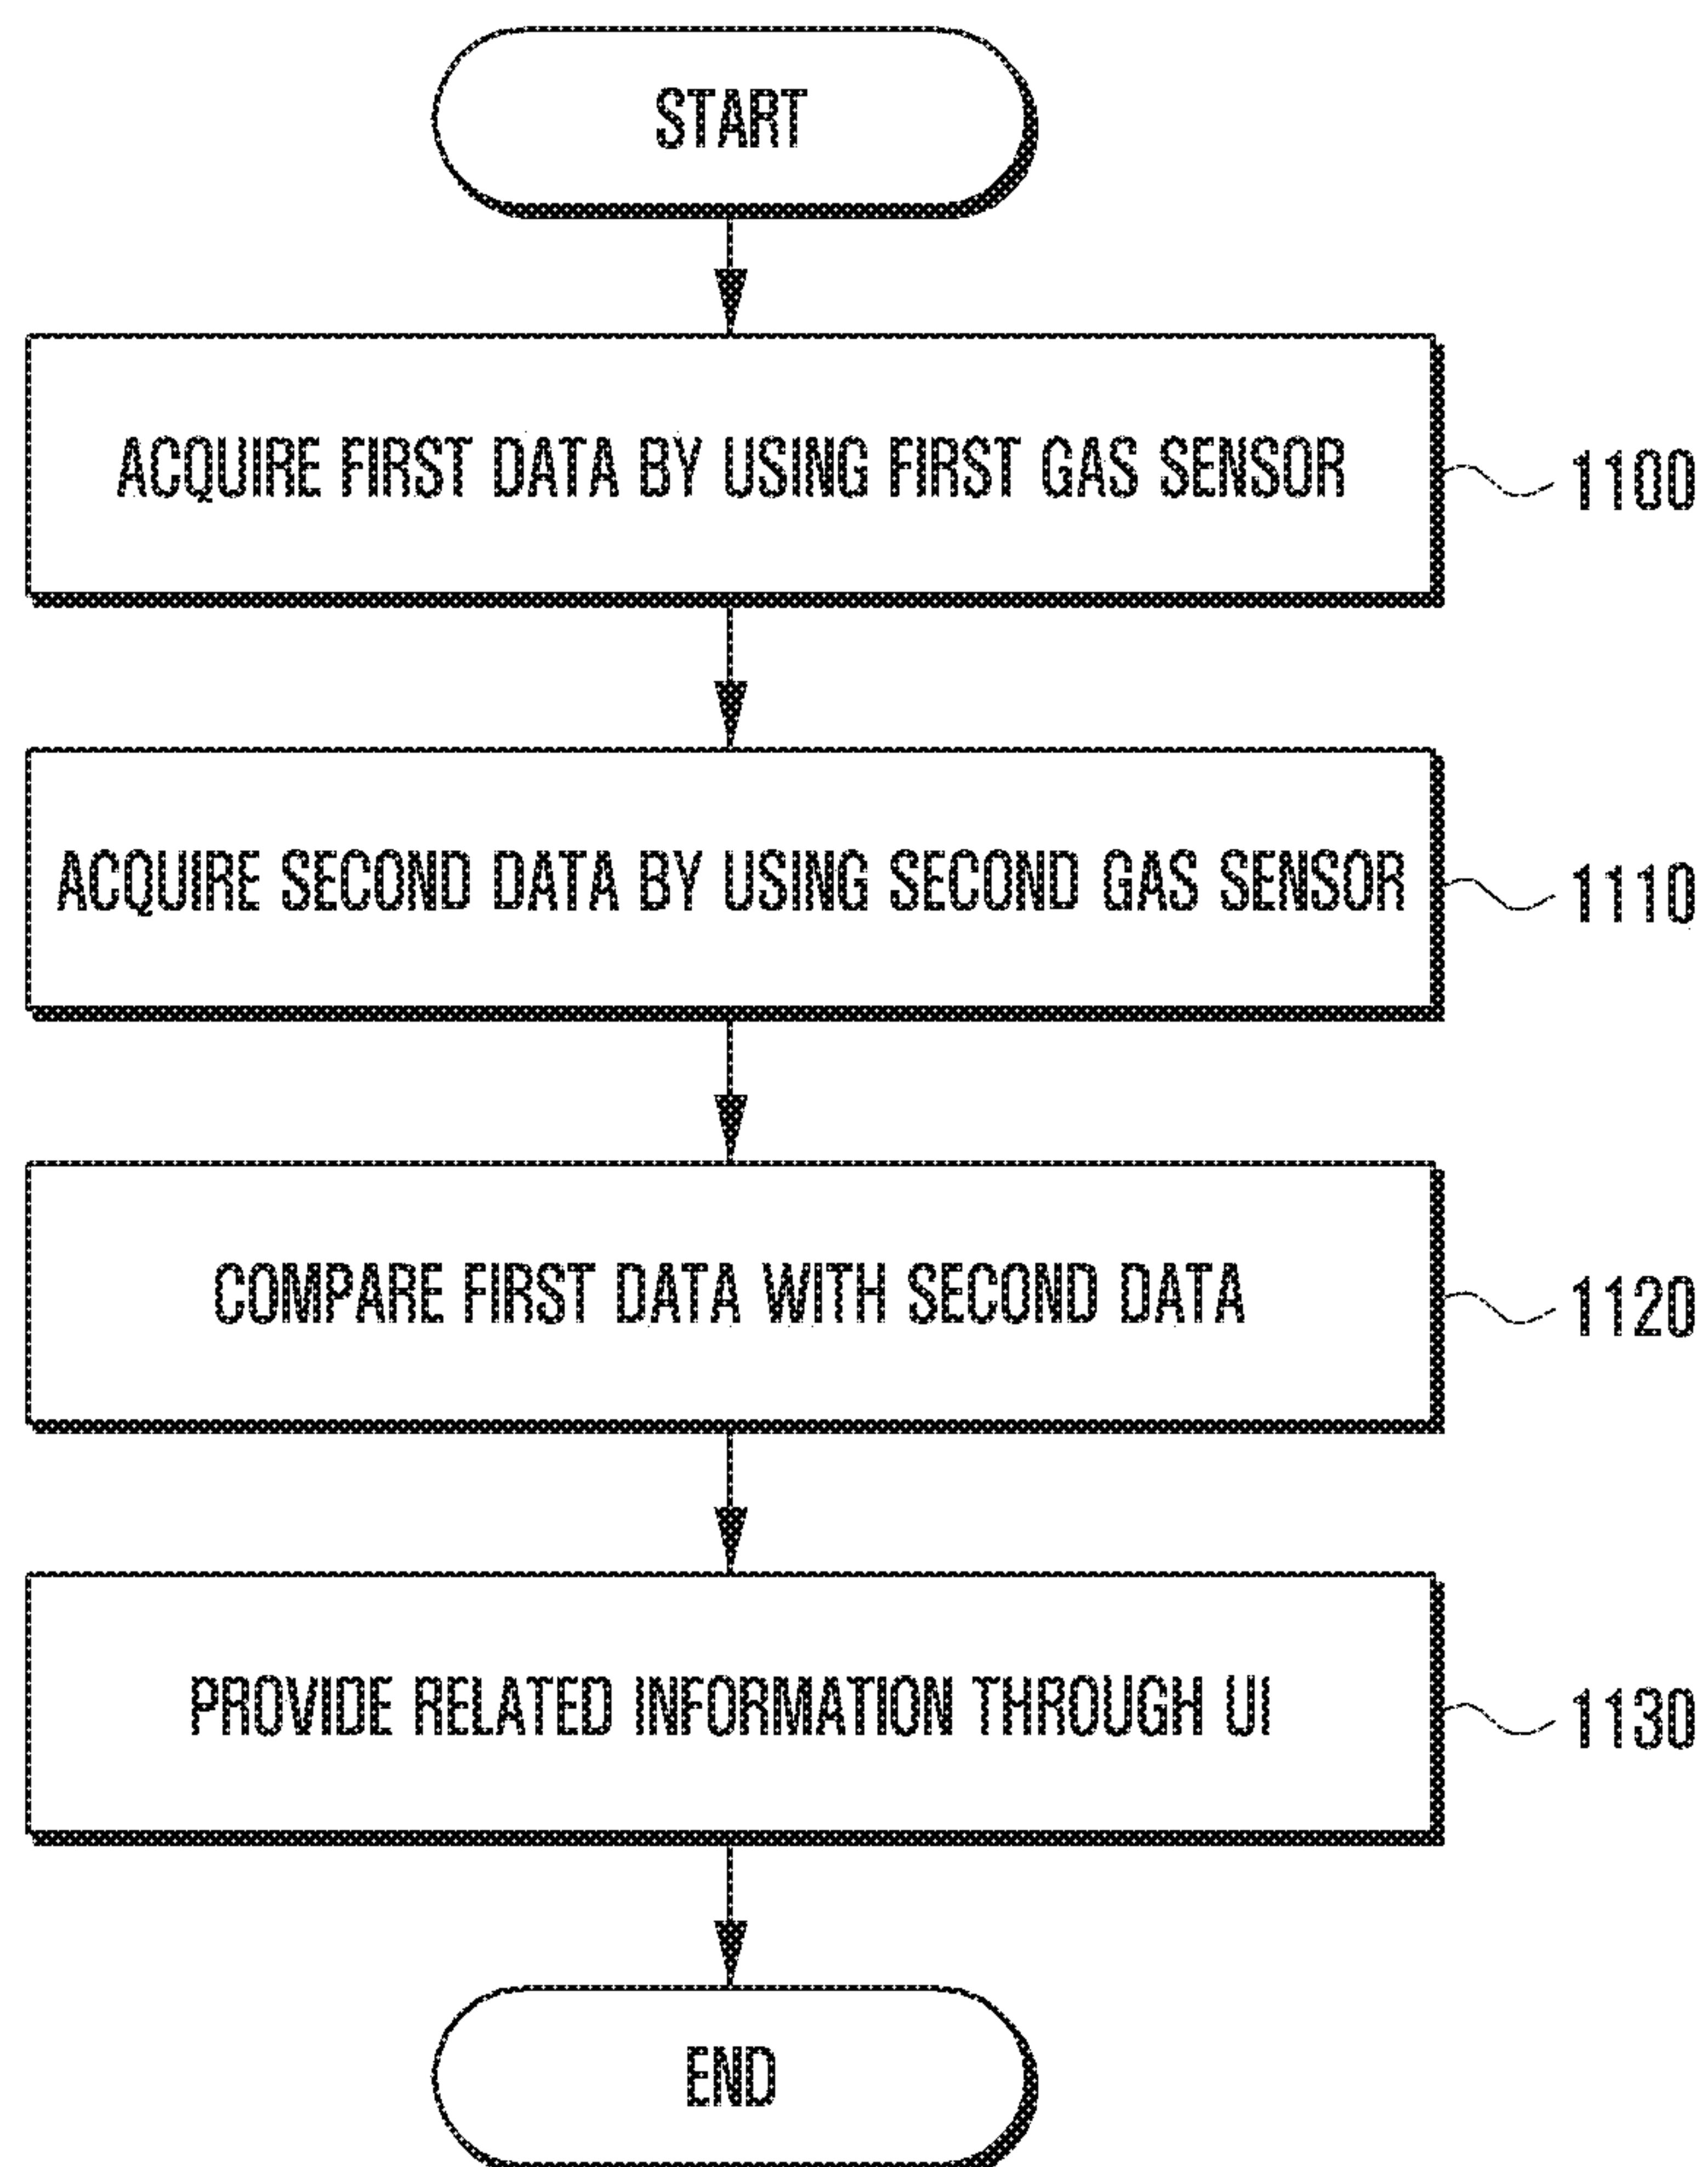 START
ACQUIRE FIRST DATA BY USING FIRST GAS SENSOR
1100
ACQUIRE SECOND DATA BY USING SECOND GAS SENSOR
1110
COMPARE FIRST DATA WITH SECOND DATA
1120
PROVIDE RELATED INFORMATION THROUGH UI
1130
END